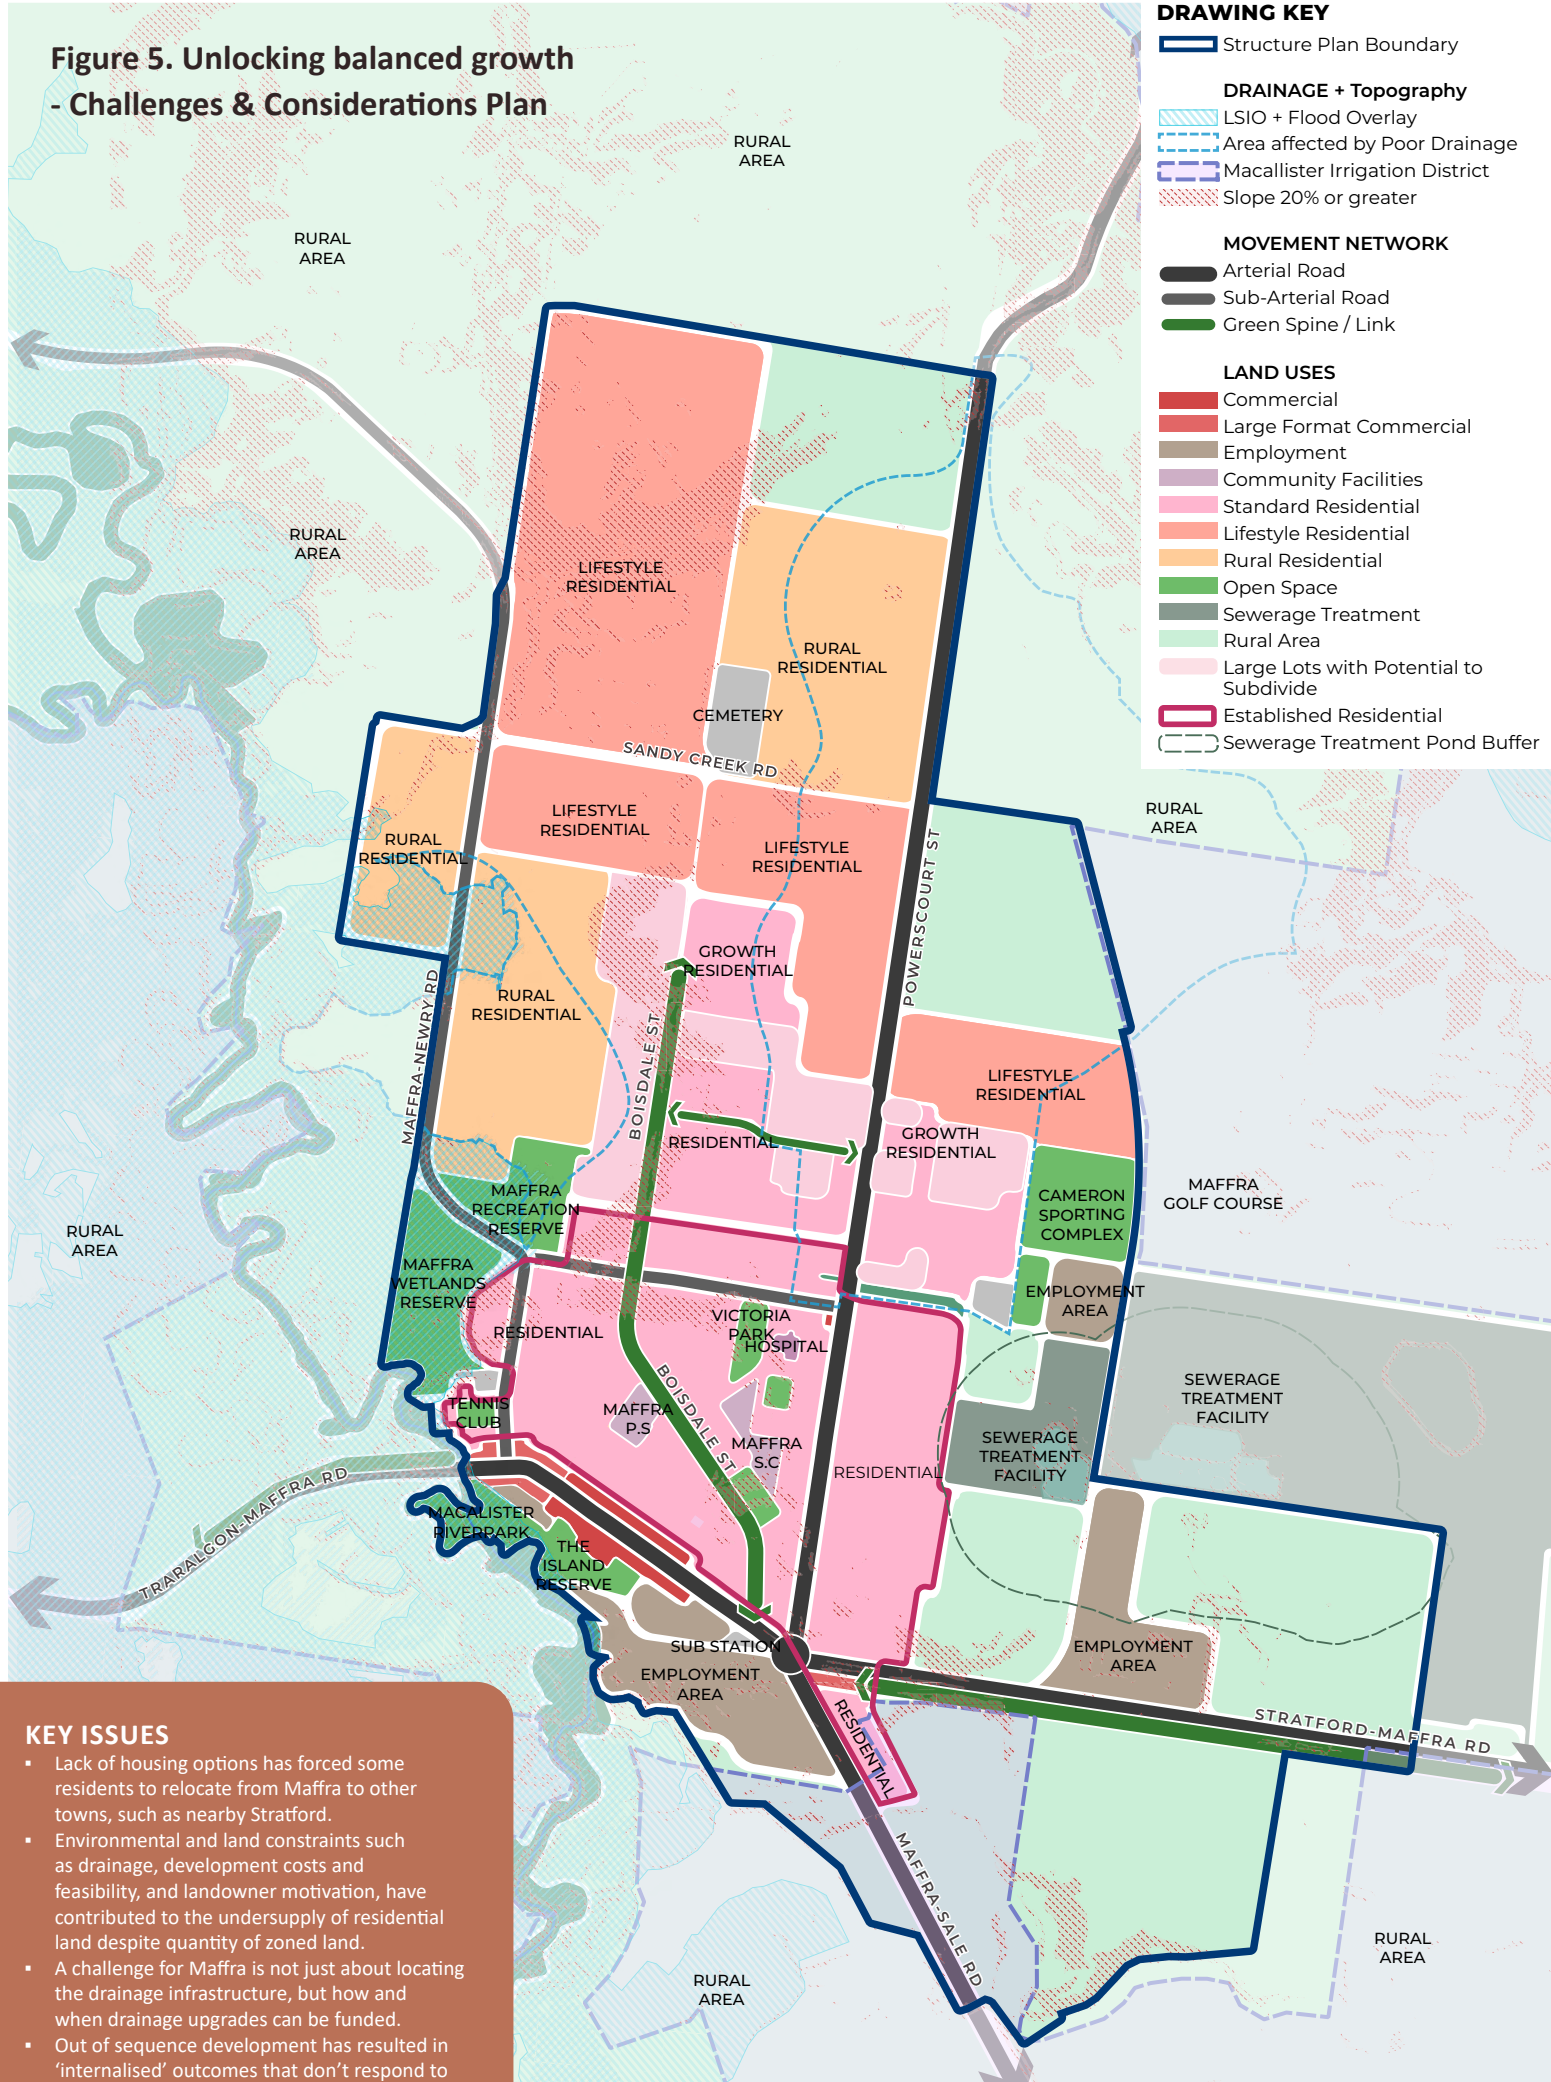 Figure 5. Unlocking balanced growth
- Challenges & Considerations Plan
DRAWING KEY
Structure Plan Boundary
DRAINAGE + Topography
LSIO + Flood Overlay
Area affected by Poor Drainage
Macallister Irrigation District
Slope 20% or greater
MOVEMENT NETWORK
Arterial Road
Sub-Arterial Road
Green Spine / Link
LAND USES
Commercial
Large Format Commercial
Employment
Community Facilities
Standard Residential
Lifestyle Residential
Rural Residential
Open Space
Sewerage Treatment
Rural Area
Large Lots with Potential to
Subdivide
Established Residential
Sewerage Treatment Pond Buffer
RURAL
AREA
RURAL
AREA
RURAL
AREA
LIFESTYLE
RESIDENTIAL
RURAL
RESIDENTIAL
CEMETERY
SANDY CREEK RD
LIFESTYLE
RESIDENTIAL
LIFESTYLE
RESIDENTIAL
RURAL
AREA
RURAL
RESIDENTIAL
POWERSCOURT ST
GROWTH
RESIDENTIAL
RURAL
RESIDENTIAL
MAFFRA-NEWRY RD
BOISDALE ST
LIFESTYLE
RESIDENTIAL
RESIDENTIAL
GROWTH
RESIDENTIAL
MAFFRA
RECREATION
RESERVE
CAMERON
SPORTING
COMPLEX
MAFFRA
GOLF COURSE
RURAL
AREA
MAFFRA
WETLANDS
RESERVE
EMPLOYMENT
AREA
RESIDENTIAL
VICTORIA
PARK
HOSPITAL
BOISDALE ST
TENNIS
CLUB
MAFFRA
P.S
MAFFRA
S.C
RESIDENTIAL
SEWERAGE
TREATMENT
FACILITY
SEWERAGE
TREATMENT
FACILITY
TRARALGON-MAFFRA RD
MACALISTER
RIVERPARK
THE
ISLAND
RESERVE
SUB STATION
EMPLOYMENT
AREA
EMPLOYMENT
AREA
RESIDENTIAL
STRATFORD-MAFFRA RD
MAFFRA-SALE RD
RURAL
AREA
RURAL
AREA
KEY ISSUES
▪ Lack of housing options has forced some
residents to relocate from Maffra to other
towns, such as nearby Stratford.
▪ Environmental and land constraints such
as drainage, development costs and
feasibility, and landowner motivation, have
contributed to the undersupply of residential
land despite quantity of zoned land.
▪ A challenge for Maffra is not just about locating
the drainage infrastructure, but how and
when drainage upgrades can be funded.
▪ Out of sequence development has resulted in
‘internalised’ outcomes that don’t respond to